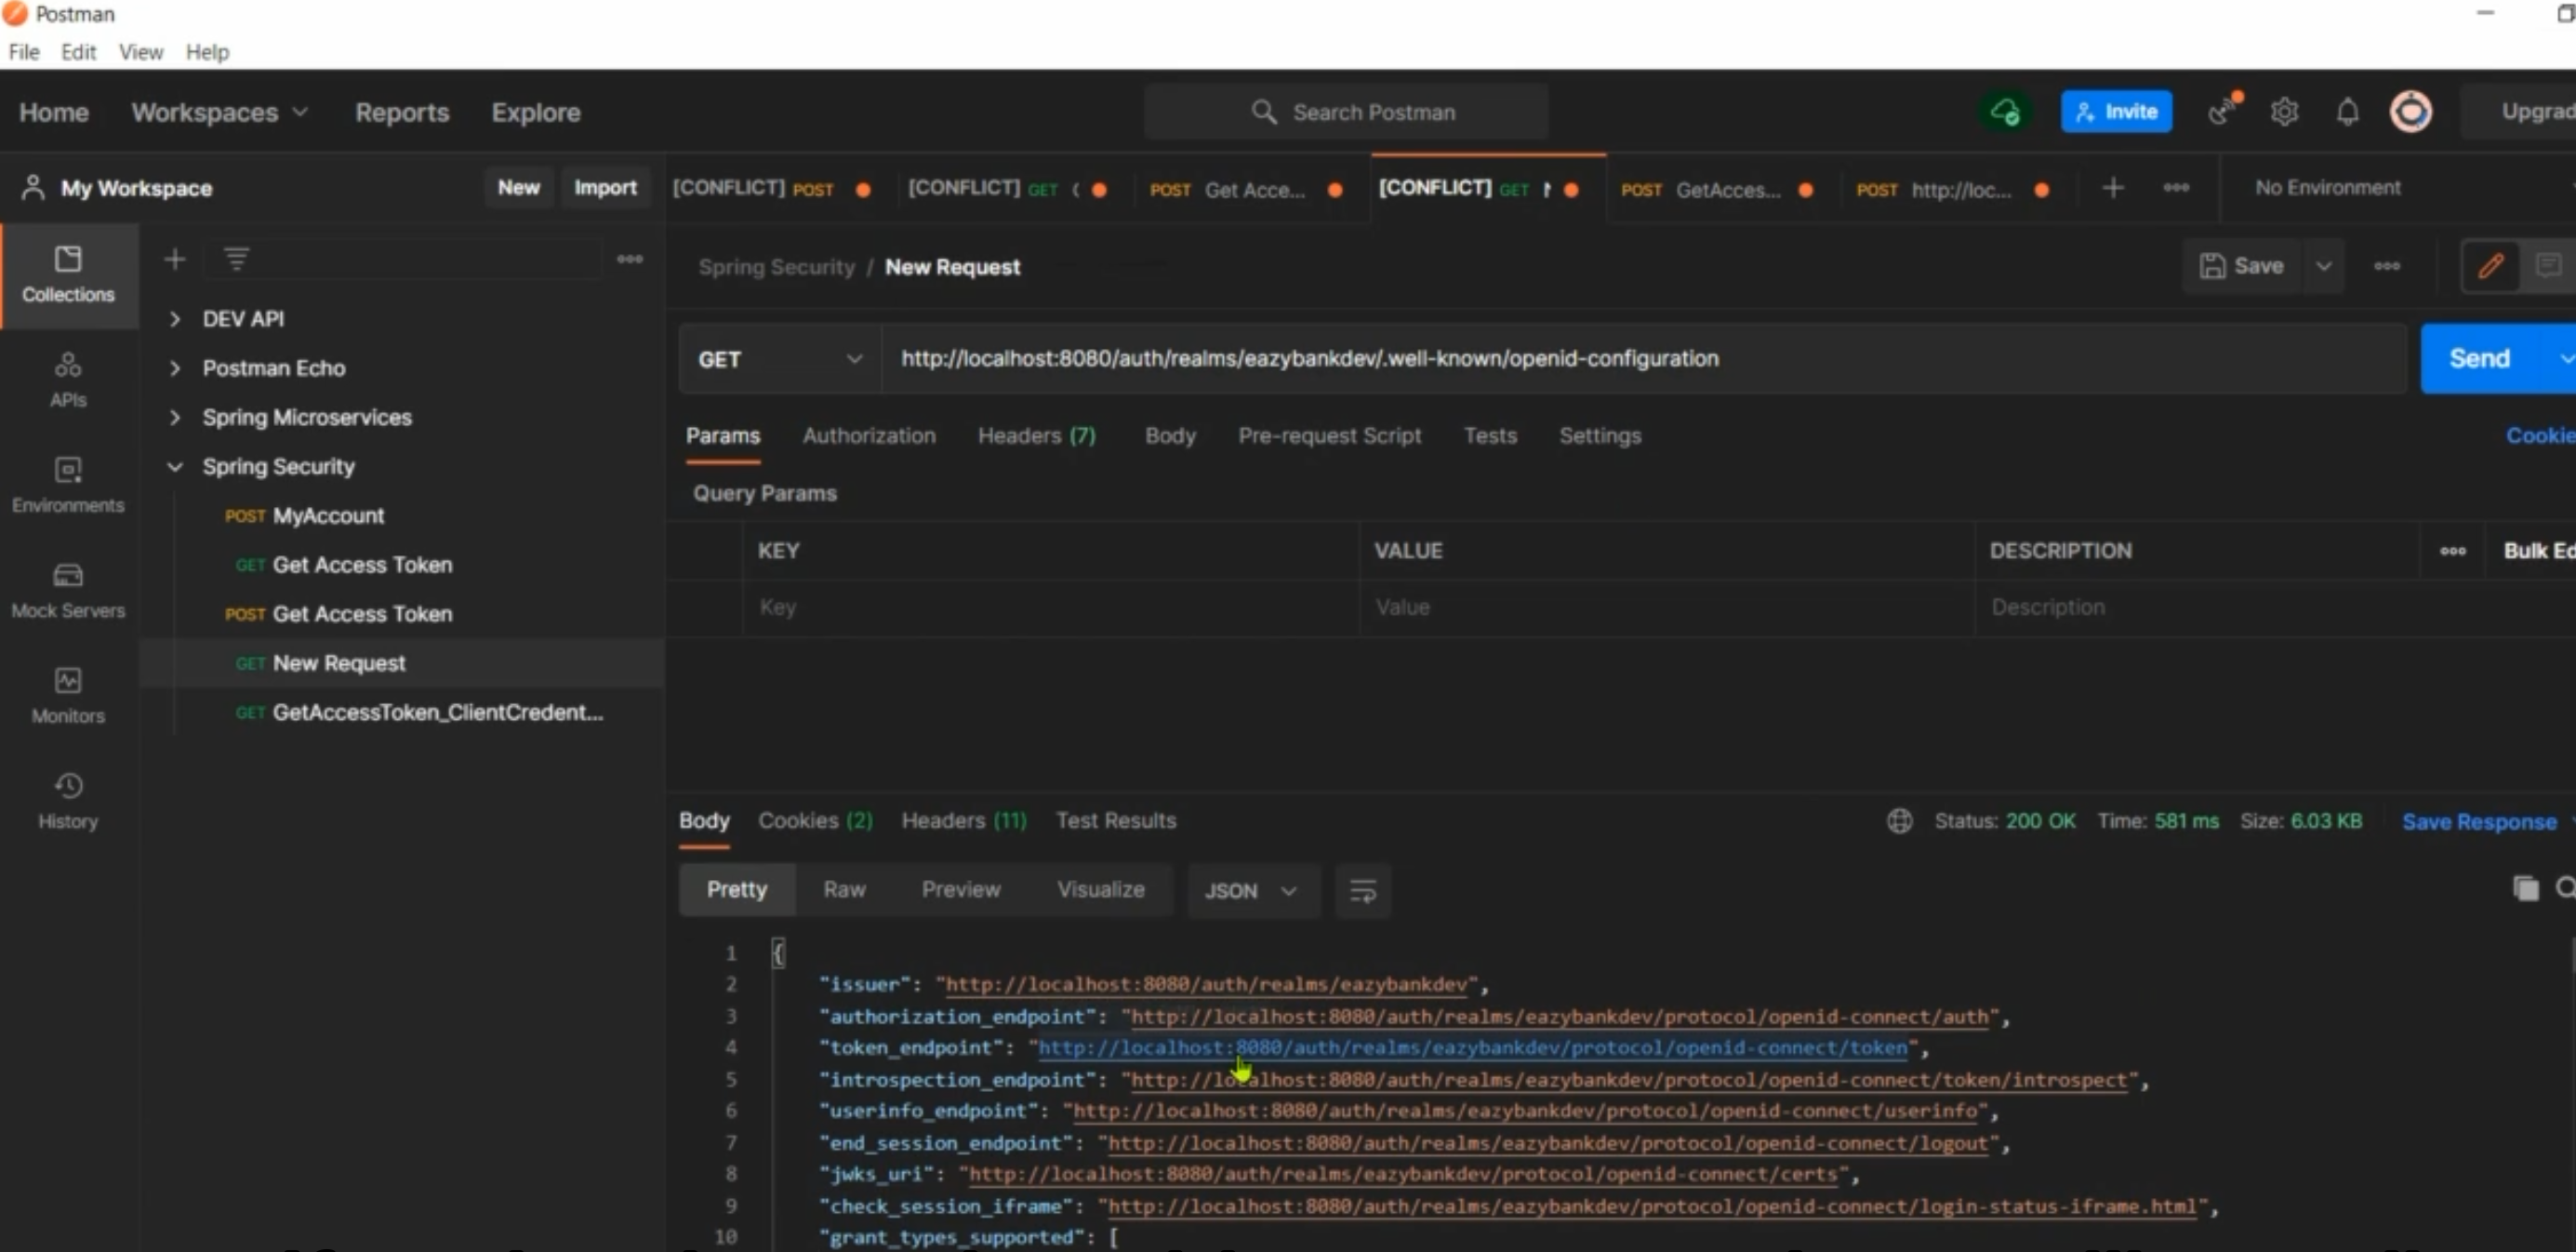 Postman
File Edit View Help
Home Workspaces Reports Explore Search Postman Invite
My Workspace New Import [CONFLICT] POST [CONFLICT] GET POST Get Acce... [CONFLICT] GET POST GetAcces... POST http://loc... No Environment
Collections
APIs
Environments
Mock Servers
Monitors
History
DEV API
Postman Echo
Spring Microservices
Spring Security
POST MyAccount
GET Get Access Token
POST Get Access Token
GET New Request
GET GetAccessToken_ClientCredent...
Spring Security / New Request Save
GET http://localhost:8080/auth/realms/eazybankdev/.well-known/openid-configuration Send
Params Authorization Headers (7) Body Pre-request Script Tests Settings Cookie
Query Params
KEY VALUE DESCRIPTION Bulk Ed
Key Value Description
Body Cookies (2) Headers (11) Test Results Status: 200 OK Time: 581 ms Size: 6.03 KB Save Response
Pretty Raw Preview Visualize JSON
1 {
2 "issuer": "http://localhost:8080/auth/realms/eazybankdev",
3 "authorization_endpoint": "http://localhost:8080/auth/realms/eazybankdev/protocol/openid-connect/auth",
4 "token_endpoint": "http://localhost:8080/auth/realms/eazybankdev/protocol/openid-connect/token",
5 "introspection_endpoint": "http://localhost:8080/auth/realms/eazybankdev/protocol/openid-connect/token/introspect",
6 "userinfo_endpoint": "http://localhost:8080/auth/realms/eazybankdev/protocol/openid-connect/userinfo",
7 "end_session_endpoint": "http://localhost:8080/auth/realms/eazybankdev/protocol/openid-connect/logout",
8 "jwks_uri": "http://localhost:8080/auth/realms/eazybankdev/protocol/openid-connect/certs",
9 "check_session_iframe": "http://localhost:8080/auth/realms/eazybankdev/protocol/openid-connect/login-status-iframe.html",
10 "grant_types_supported": [